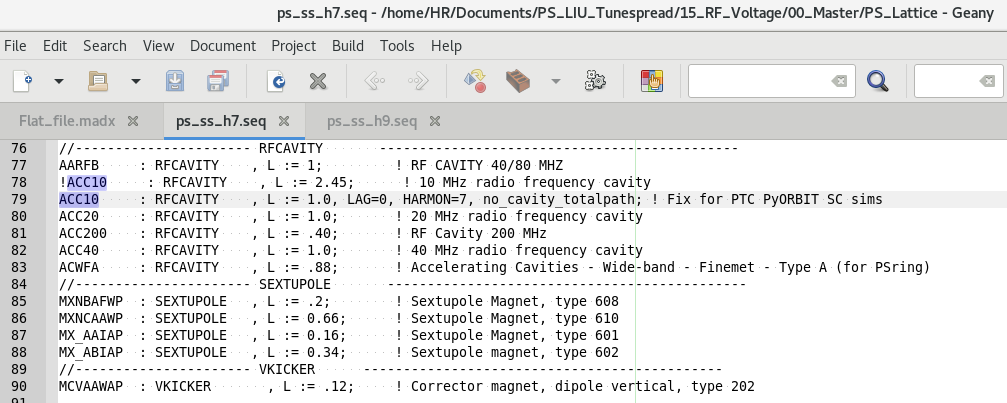 ps_ss_h7.seq - /home/HR/Documents/PS_LIU_Tunespread/15_RF_Voltage/00_Master/PS_Lattice - Geany
File Edit Search View Document Project Build Tools Help
Flat_file.madx ps_ss_h7.seq ps_ss_h9.seq
76 //---------------------- RFCAVITY ---------------------------------------------
77 AARFB : RFCAVITY , L := 1; ! RF CAVITY 40/80 MHZ
78 !ACC10 : RFCAVITY , L := 2.45; ! 10 MHz radio frequency cavity
79 ACC10 : RFCAVITY , L := 1.0, LAG=0, HARMON=7, no_cavity_totalpath; ! Fix for PTC PyORBIT SC sims
80 ACC20 : RFCAVITY , L := 1.0; ! 20 MHz radio frequency cavity
81 ACC200 : RFCAVITY , L := .40; ! RF Cavity 200 MHz
82 ACC40 : RFCAVITY , L := 1.0; ! 40 MHz radio frequency cavity
83 ACWFA : RFCAVITY , L := .88; ! Accelerating Cavities - Wide-band - Finemet - Type A (for PSring)
84 //---------------------- SEXTUPOLE ---------------------------------------------
85 MXNBAFWP : SEXTUPOLE , L := .2; ! Sextupole Magnet, type 608
86 MXNCAAWP : SEXTUPOLE , L := 0.66; ! Sextupole Magnet, type 610
87 MX_AAIAP : SEXTUPOLE , L := 0.16; ! Sextupole Magnet, type 601
88 MX_ABIAP : SEXTUPOLE , L := 0.34; ! Sextupole magnet, type 602
89 //---------------------- VKICKER ---------------------------------------------
90 MCVAAWAP : VKICKER , L := .12; ! Corrector magnet, dipole vertical, type 202